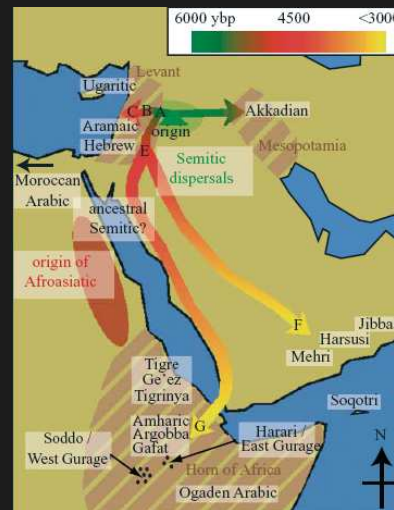 6000 ybp 4500 <3000
Levant
Ugaritic
C B A
Akkadian
Aramaic
origin
Hebrew
E
Mesopotamia
Semitic
dispersals
Moroccan
Arabic
ancestral
Semitic?
origin of
Afroasiatic
F
Jibba
Harsusi
Mehri
Tigre
Ge'ez
Tigrinya
Soqotri
Amharic
Argobba
Gafat
G
Soddo /
West Gurage
Harari /
East Gurage
N
Horn of Africa
Ogaden Arabic